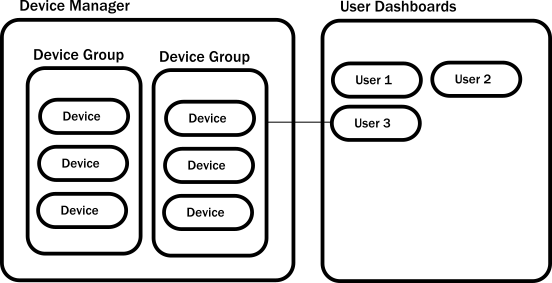 Device Manager
Device Group
Device
Device
Device
Device Group
Device
Device
Device
User Dashboards
User 1
User 2
User 3